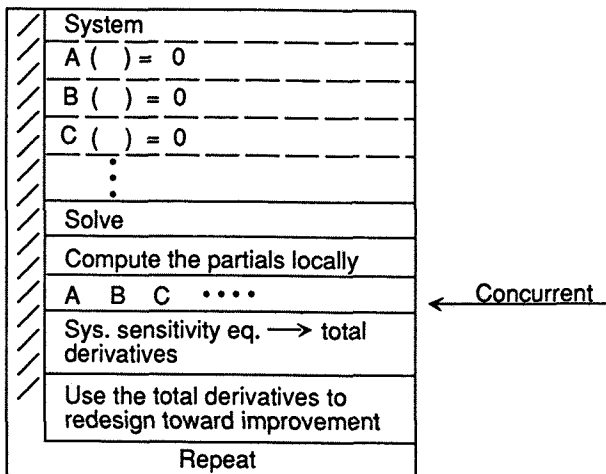 System
A ( ) = 0
B ( ) = 0
C ( ) = 0
Solve
Compute the partials locally
A B C ····
Concurrent
Sys. sensitivity eq. → total
derivatives
Use the total derivatives to
redesign toward improvement
Repeat